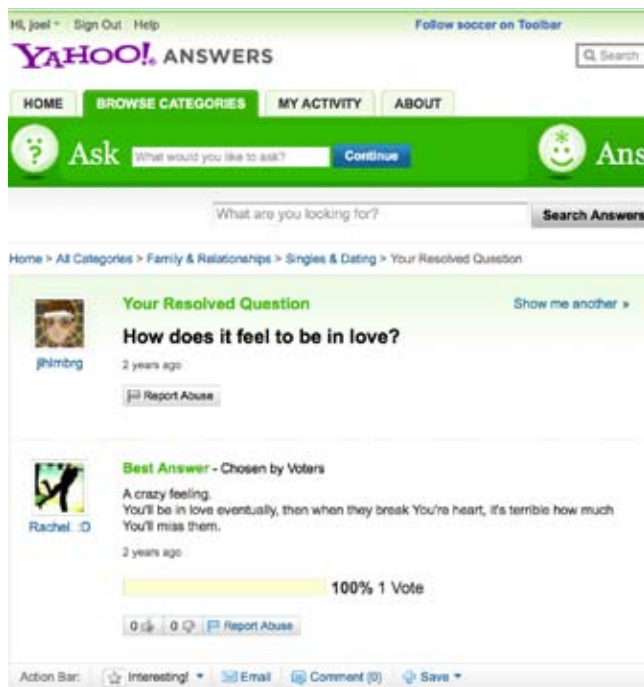 Hi, Joel Sign Out Help Follow soccer on Toolbar
YAHOO! ANSWERS Search
HOME BROWSE CATEGORIES MY ACTIVITY ABOUT
? Ask What would you like to ask? Continue Ans
What are you looking for? Search Answers
Home > All Categories > Family & Relationships > Singles & Dating > Your Resolved Question
Your Resolved Question Show me another »
How does it feel to be in love?
2 years ago
Report Abuse
Best Answer - Chosen by Voters
A crazy feeling.
You'll be in love eventually, then when they break You're heart, it's terrible how much
You'll miss them.
Rachel. :D
2 years ago
100% 1 Vote
0 0 Report Abuse
Action Bar: Interesting! Email Comment (0) Save